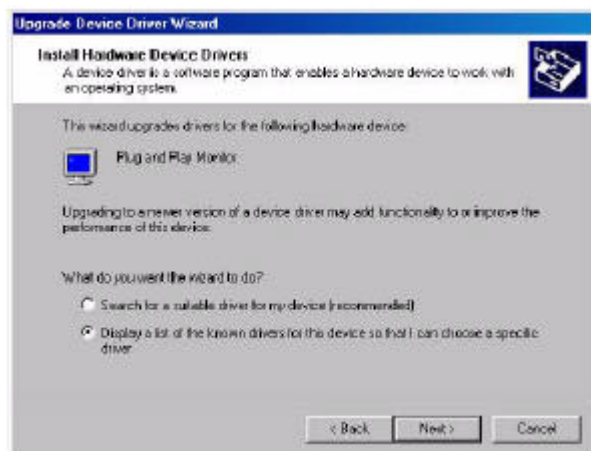 Upgrade Device Driver Wizard
Install Hardware Device Drivers
A device driver is a software program that enables a hardware device to work with
an operating system.
This wizard upgrades drivers for the following hardware device:
Plug and Play Monitor
Upgrading to a newer version of a device driver may add functionality to or improve the
performance of this device.
What do you want the wizard to do?
Search for a suitable driver for my device (recommended)
Display a list of the known drivers for this device so that I can choose a specific
driver
< Back
Next >
Cancel